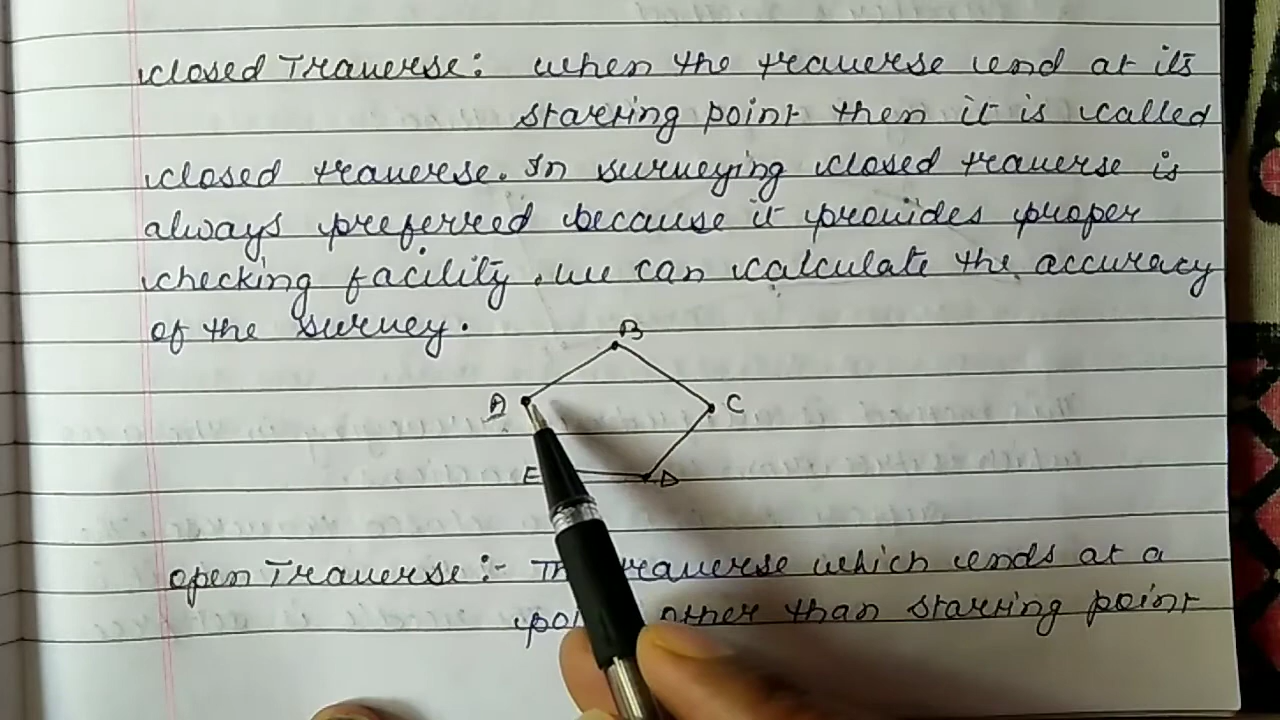 closed Traverse: when the traverse end at its
starting point then it is called
closed traverse. In surveying closed traverse is
always preferred because it provides proper
checking facility. we can calculate the accuracy
of the survey.
B
A
C
E
D
open Traverse :- traverse which ends at a
other than starting point